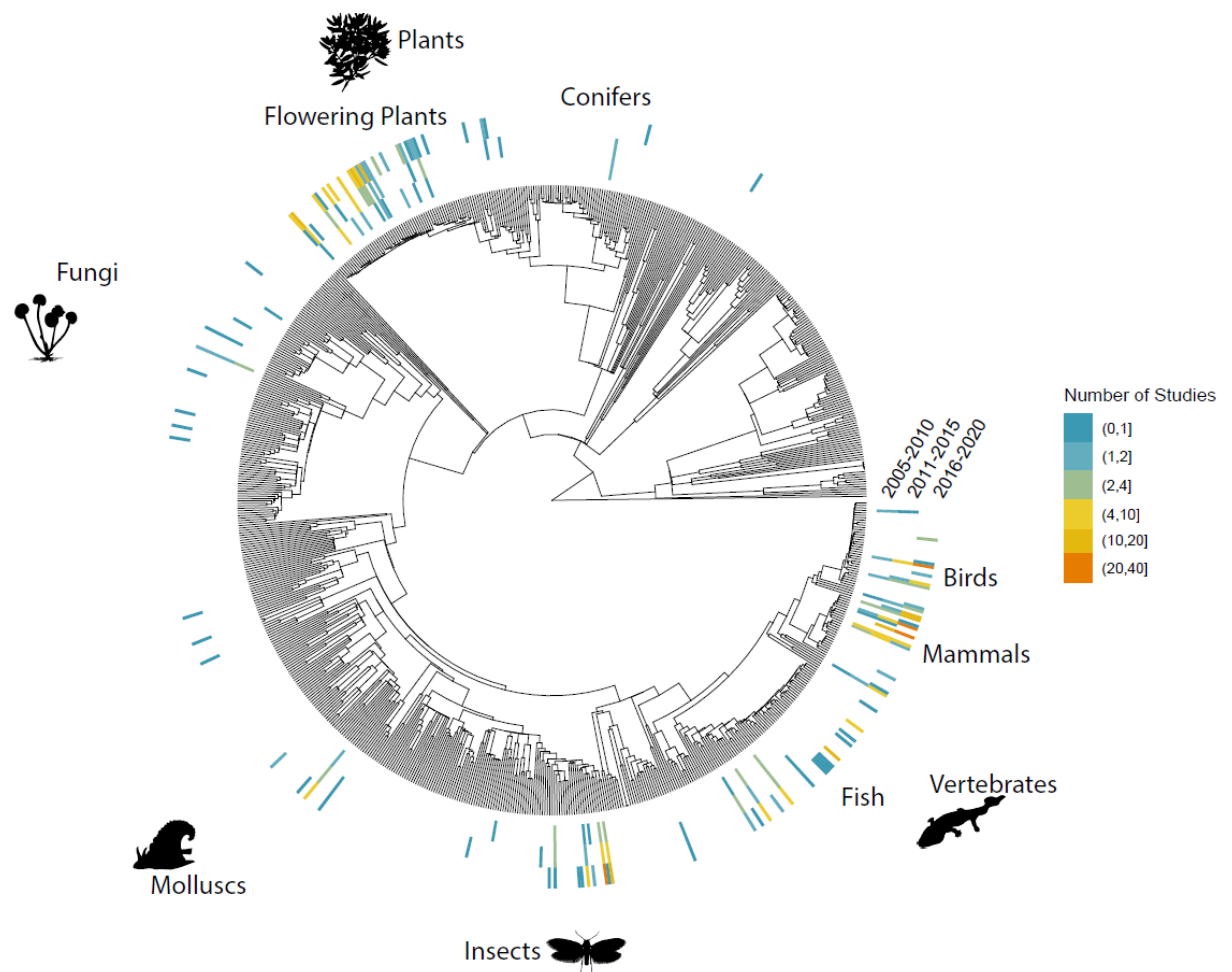 Plants
Conifers
Flowering Plants
Fungi
Number of Studies
(0,1]
(1,2]
(2,4]
(4,10]
(10,20]
(20,40]
2005-2010
2011-2015
2016-2020
Birds
Mammals
Vertebrates
Fish
Molluscs
Insects